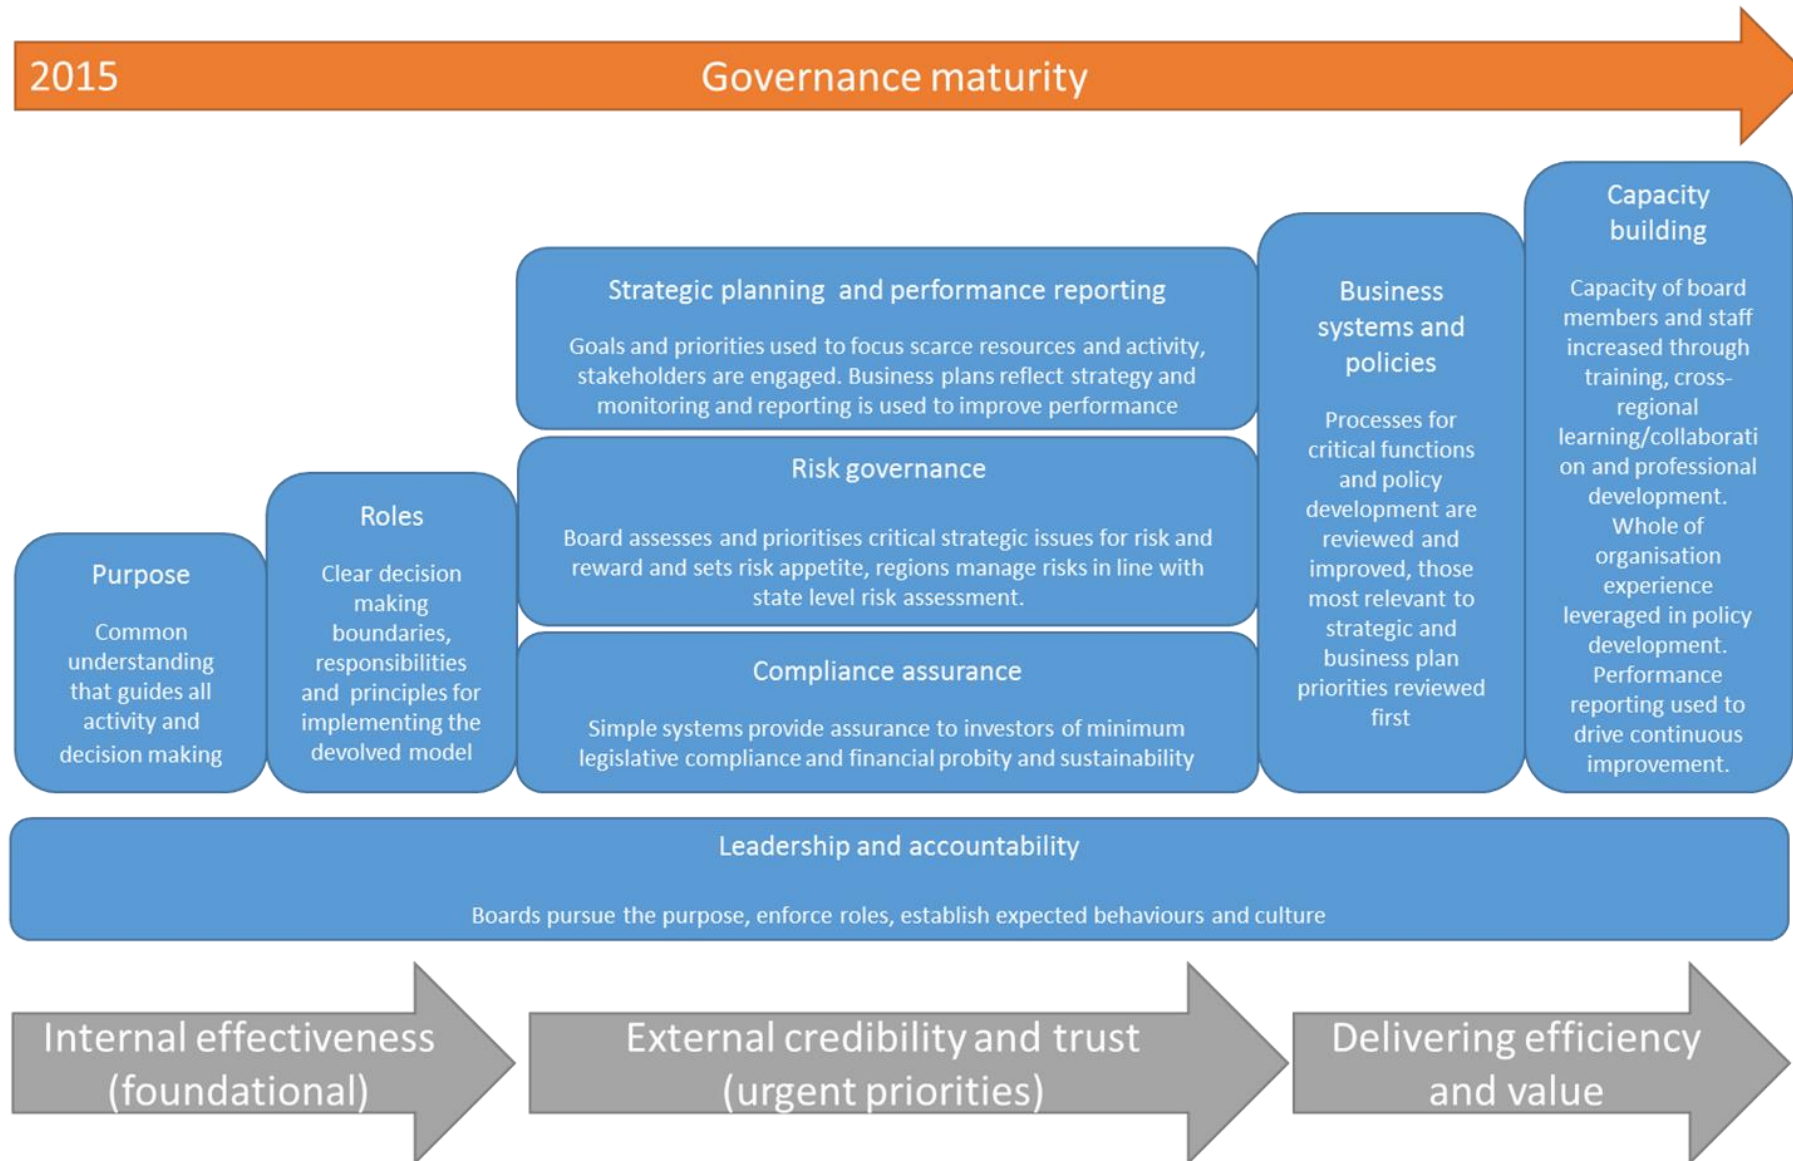 2015
Governance maturity
Purpose
Common
understanding
that guides all
activity and
decision making
Roles
Clear decision
making
boundaries,
responsibilities
and principles for
implementing the
devolved model
Strategic planning and performance reporting
Goals and priorities used to focus scarce resources and activity,
stakeholders are engaged. Business plans reflect strategy and
monitoring and reporting is used to improve performance
Risk governance
Board assesses and prioritises critical strategic issues for risk and
reward and sets risk appetite, regions manage risks in line with
state level risk assessment.
Compliance assurance
Simple systems provide assurance to investors of minimum
legislative compliance and financial probity and sustainability
Business
systems and
policies
Processes for
critical functions
and policy
development are
reviewed and
improved, those
most relevant to
strategic and
business plan
priorities reviewed
first
Capacity
building
Capacity of board
members and staff
increased through
training, cross-
regional
learning/collaborati
on and professional
development.
Whole of
organisation
experience
leveraged in policy
development.
Performance
reporting used to
drive continuous
improvement.
Leadership and accountability
Boards pursue the purpose, enforce roles, establish expected behaviours and culture
Internal effectiveness
(foundational)
External credibility and trust
(urgent priorities)
Delivering efficiency
and value